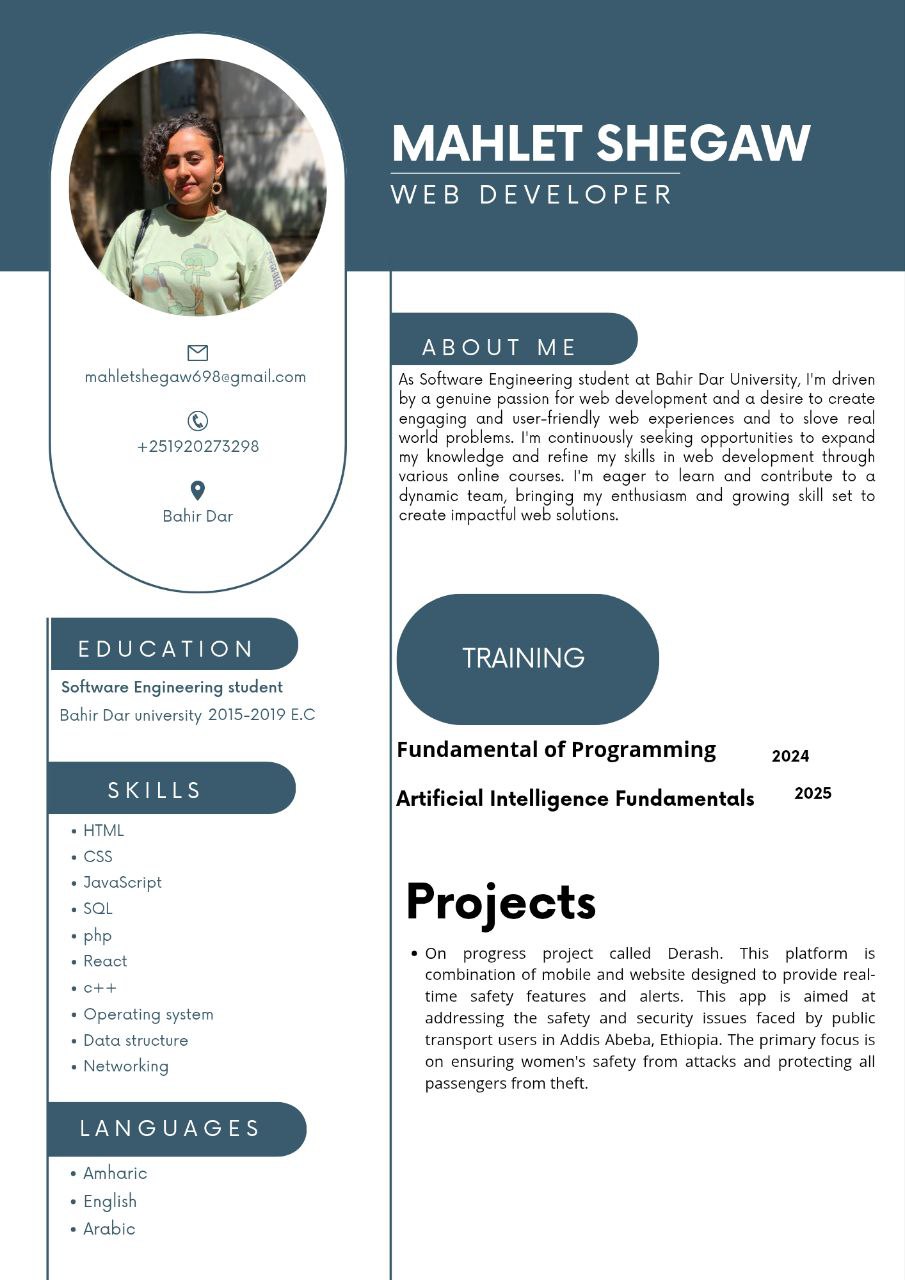 MAHLET SHEGAW
WEB DEVELOPER
mahletshegaw698@gmail.com
+251920273298
Bahir Dar
EDUCATION
Software Engineering student
Bahir Dar university 2015-2019 E.C
SKILLS
• HTML
• CSS
• JavaScript
• SQL
• php
• React
• c++
• Operating system
• Data structure
• Networking
LANGUAGES
• Amharic
• English
• Arabic
ABOUT ME
As Software Engineering student at Bahir Dar University, I'm driven
by a genuine passion for web development and a desire to create
engaging and user-friendly web experiences and to slove real
world problems. I'm continuously seeking opportunities to expand
my knowledge and refine my skills in web development through
various online courses. I'm eager to learn and contribute to a
dynamic team, bringing my enthusiasm and growing skill set to
create impactful web solutions.
TRAINING
Fundamental of Programming 2024
Artificial Intelligence Fundamentals 2025
Projects
• On progress project called Derash. This platform is
combination of mobile and website designed to provide real-
time safety features and alerts. This app is aimed at
addressing the safety and security issues faced by public
transport users in Addis Abeba, Ethiopia. The primary focus is
on ensuring women's safety from attacks and protecting all
passengers from theft.